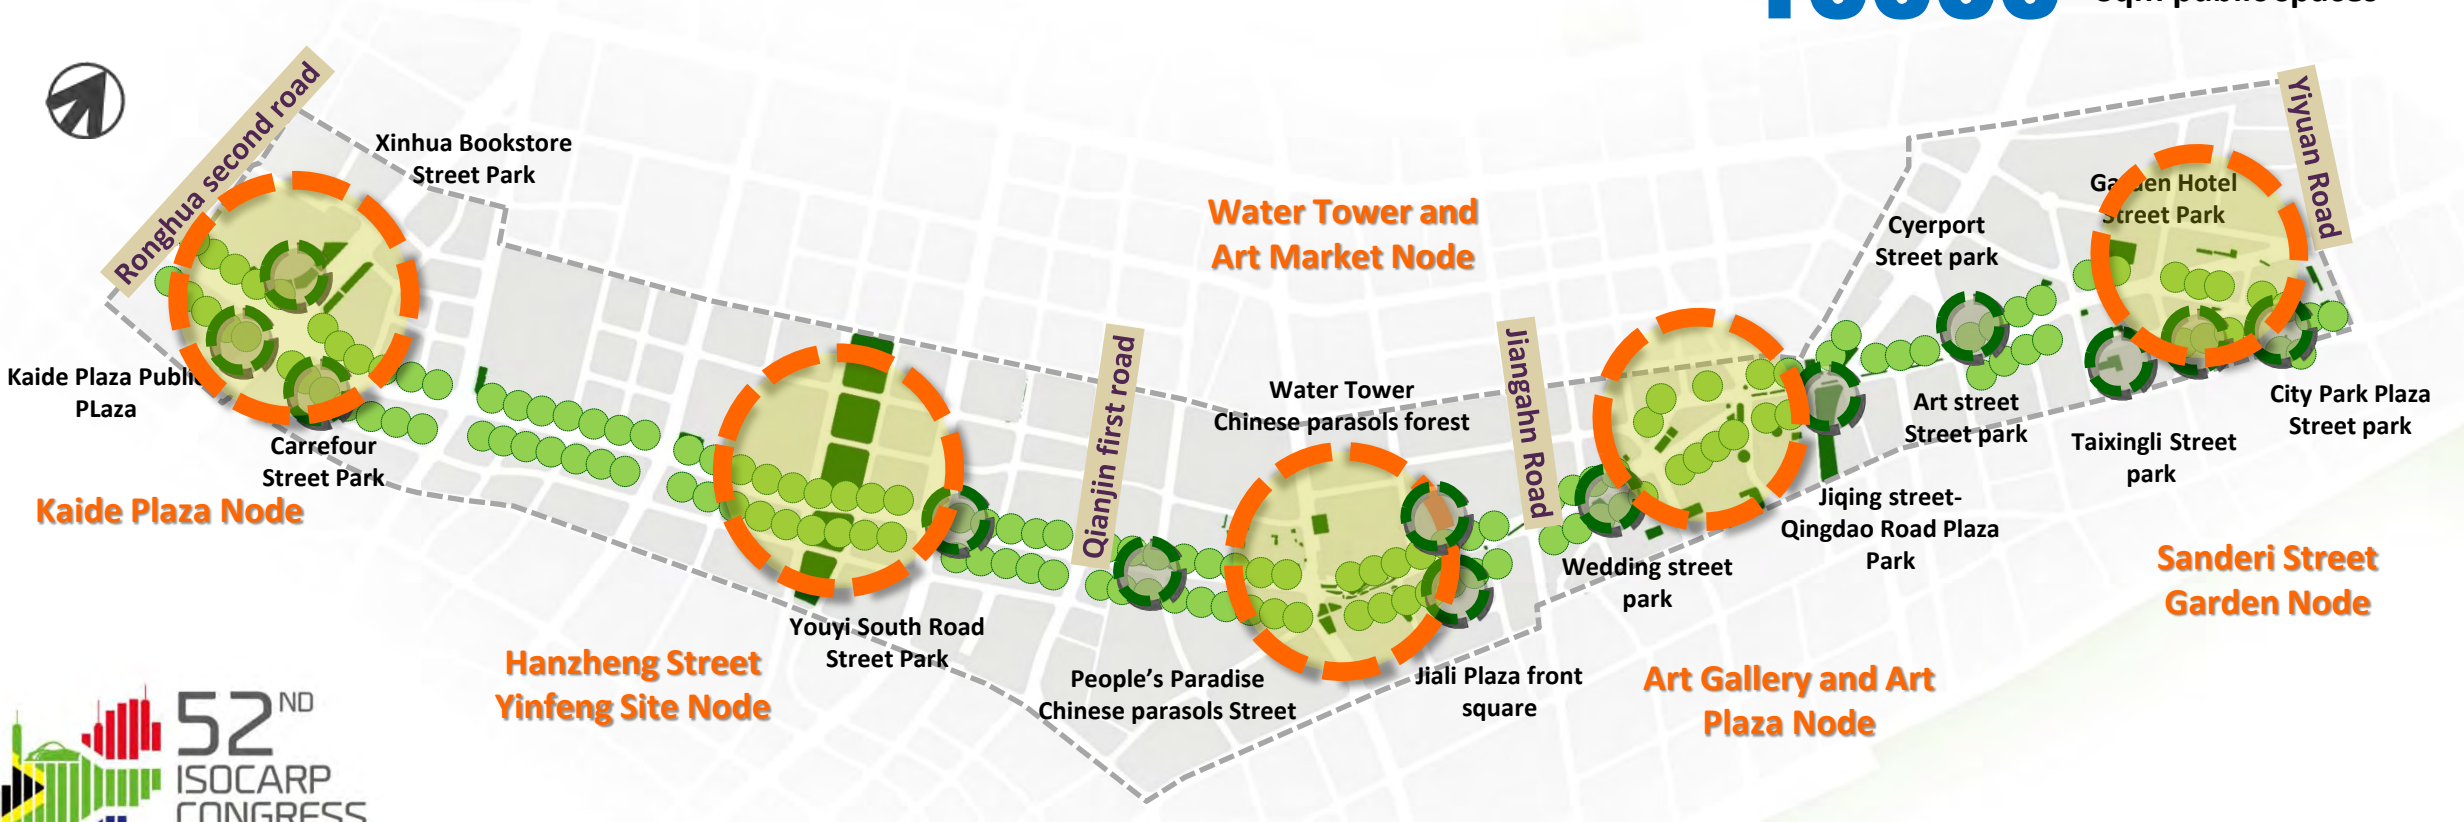 sqm public spaces
Ronghua second road
Xinhua Bookstore
Street Park
Yiyuan Road
Garden Hotel
Street Park
Water Tower and
Art Market Node
Cyerport
Street park
Kaide Plaza Public
PLaza
Carrefour
Street Park
Kaide Plaza Node
Qianjin first road
Water Tower
Chinese parasols forest
Jiangahn Road
Art street
Street park
Taixingli Street
park
City Park Plaza
Street park
Jiqing street-
Qingdao Road Plaza
Park
Wedding street
park
Sanderi Street
Garden Node
Youyi South Road
Street Park
Hanzheng Street
Yinfeng Site Node
People's Paradise
Chinese parasols Street
Jiali Plaza front
square
Art Gallery and Art
Plaza Node
52ND
ISOCARP
CONGRESS